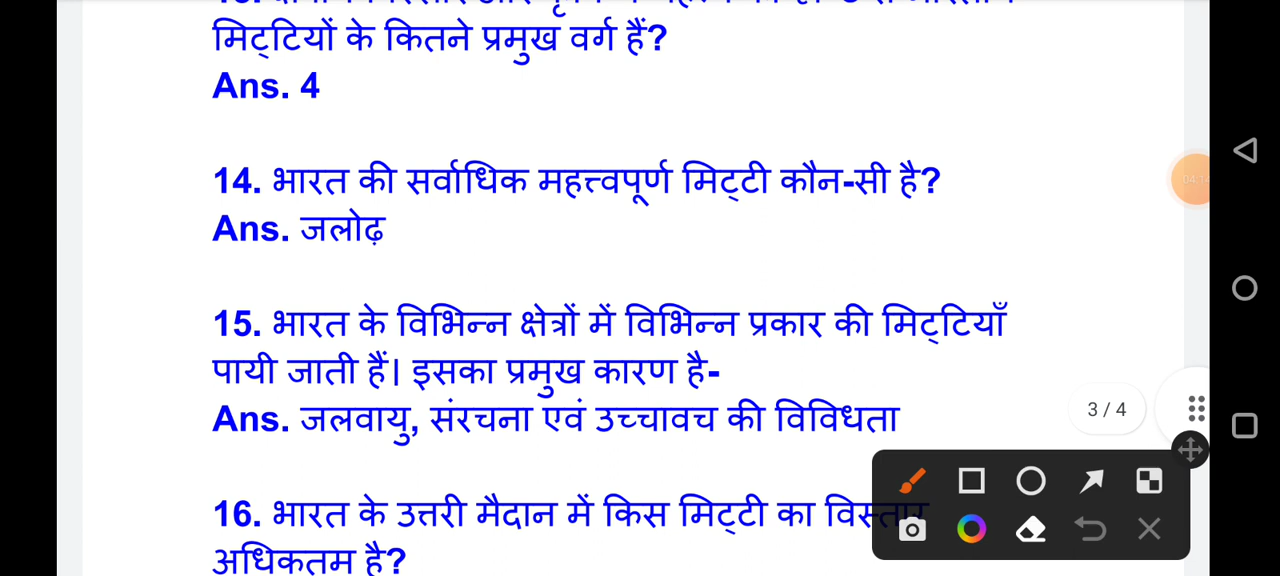 मिट्टियों के कितने प्रमुख वर्ग हैं?
Ans. 4
14. भारत की सर्वाधिक महत्त्वपूर्ण मिट्टी कौन-सी है?
Ans. जलोढ़
15. भारत के विभिन्न क्षेत्रों में विभिन्न प्रकार की मिट्टियाँ
पायी जाती हैं। इसका प्रमुख कारण है-
Ans. जलवायु, संरचना एवं उच्चावच की विविधता
3 / 4
16. भारत के उत्तरी मैदान में किस मिट्टी का विस्तार
अधिकतम है?